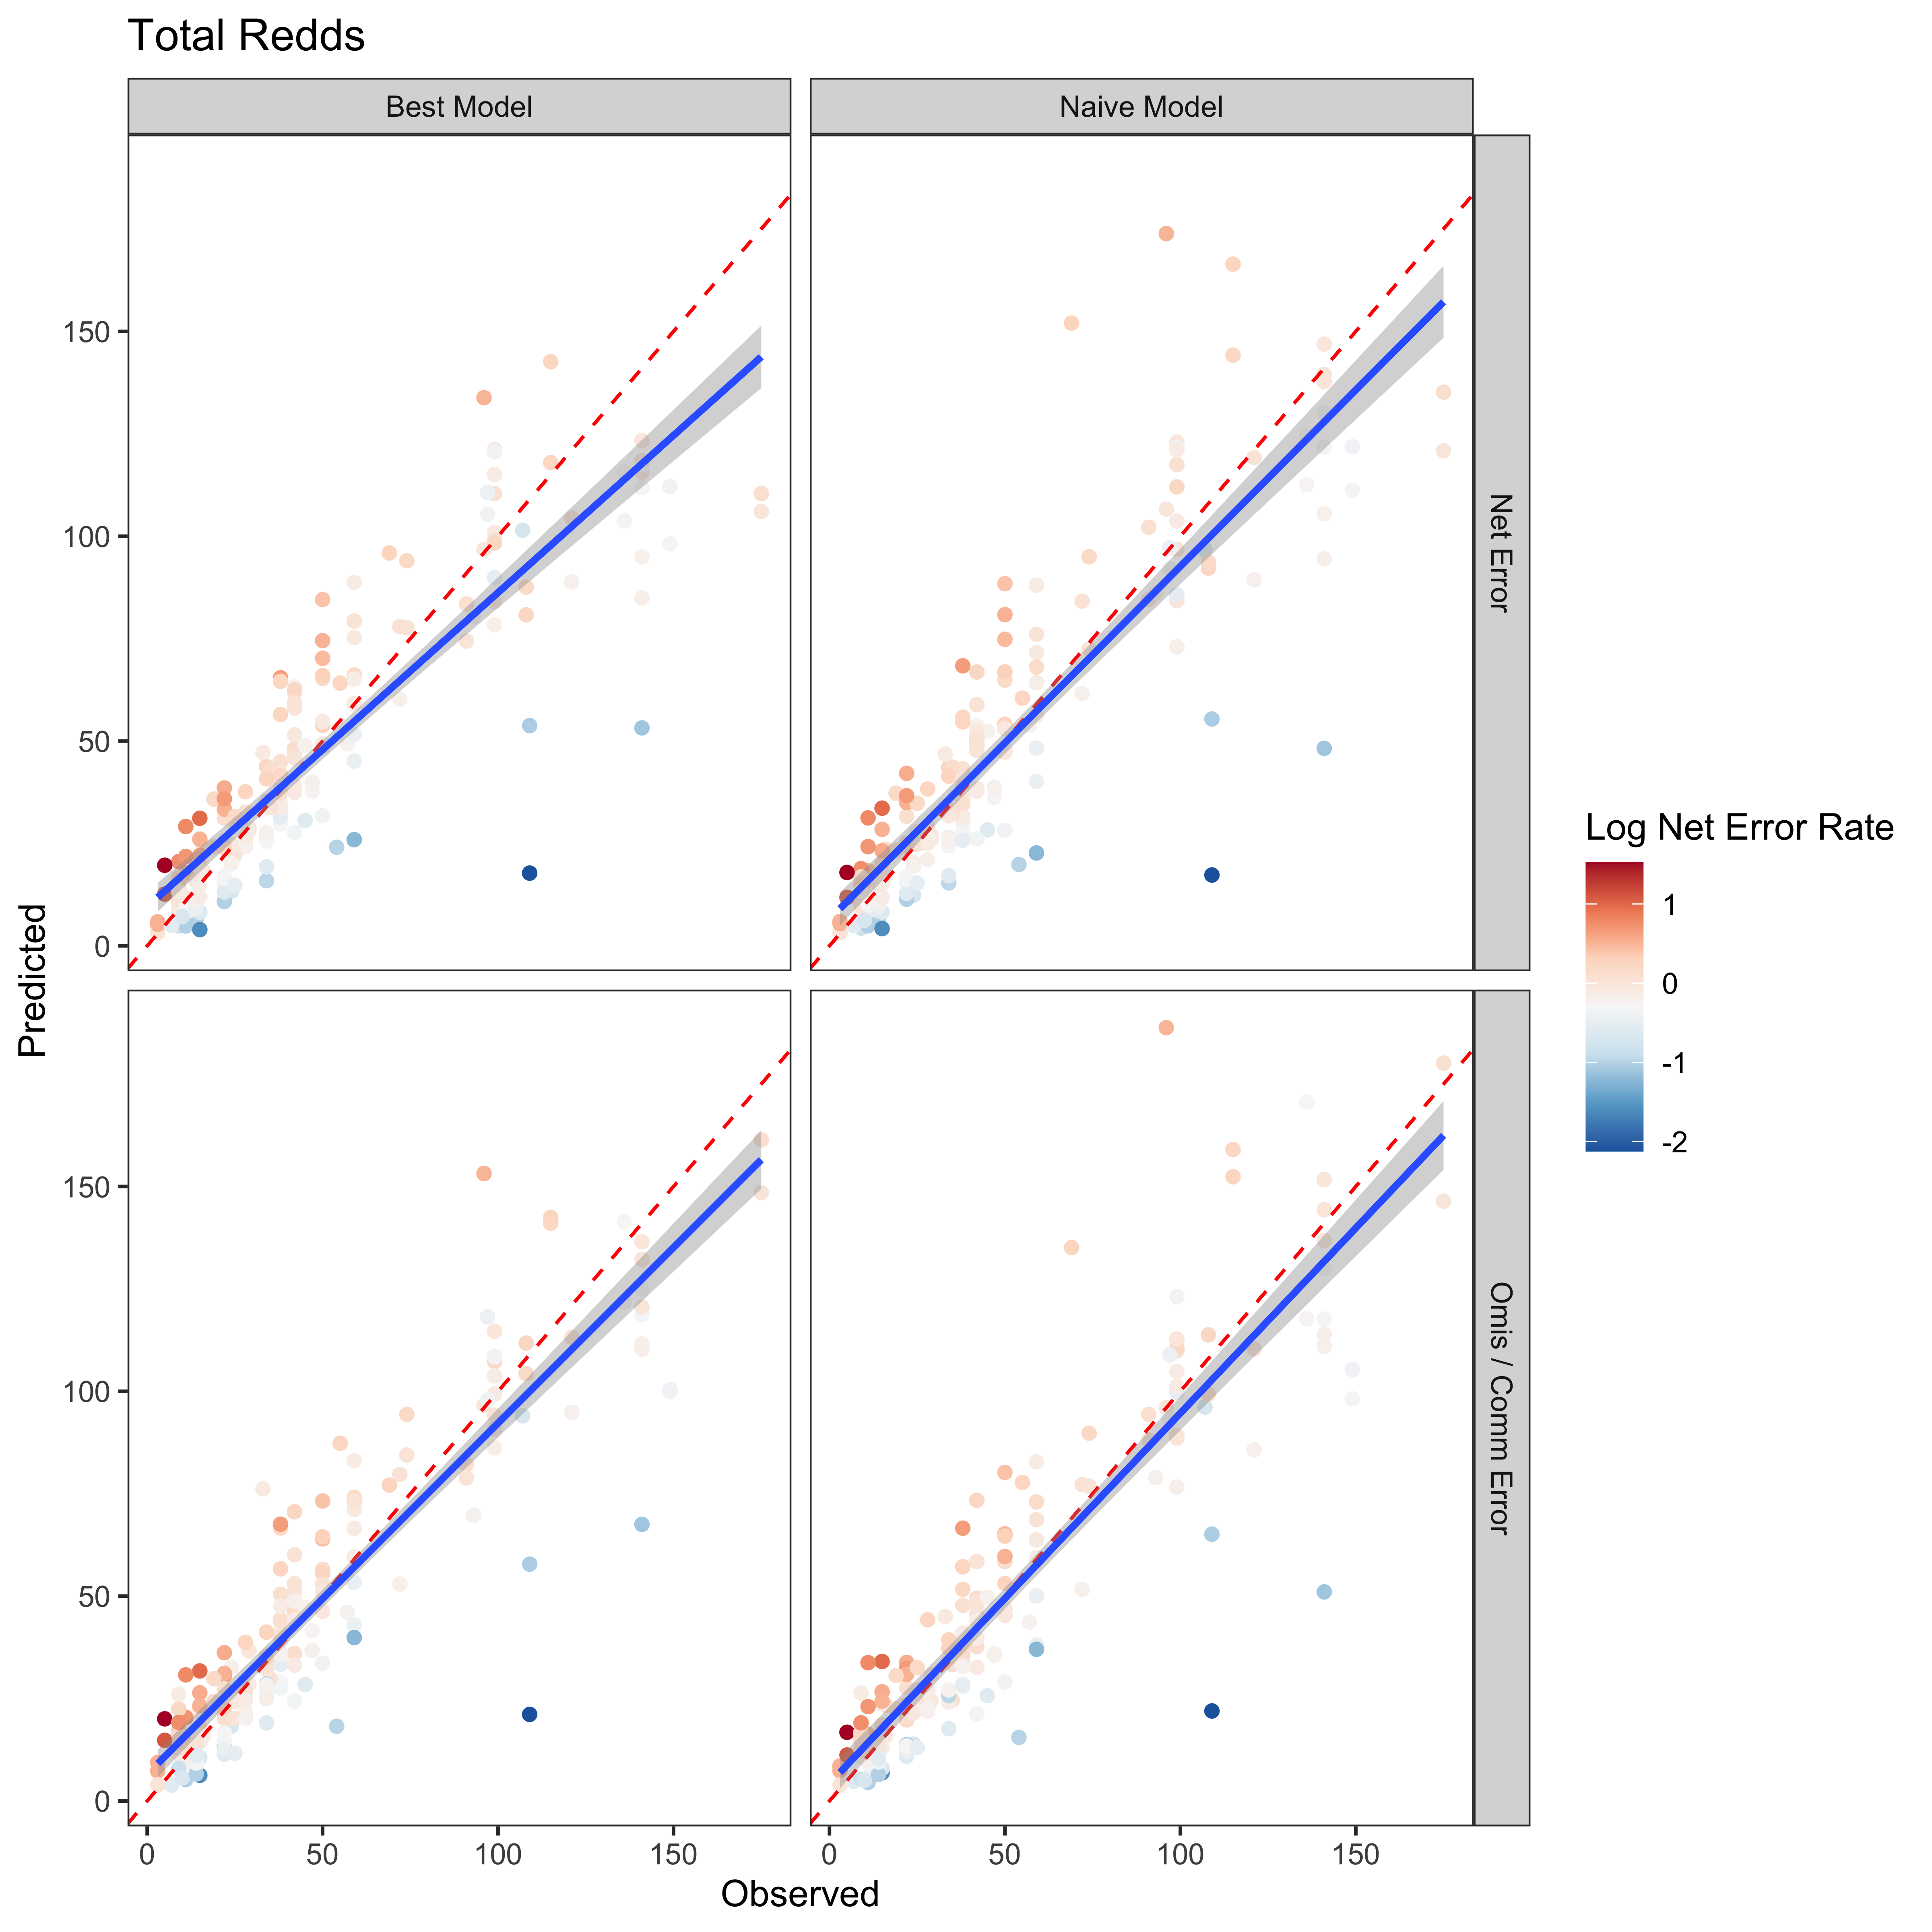 Total Redds
Best Model
Naive Model
Net Error
Omis / Comm Error
Predicted
150
100
50
0
150
100
50
0
0
50
100
150
0
50
100
150
Observed
Log Net Error Rate
1
0
-1
-2